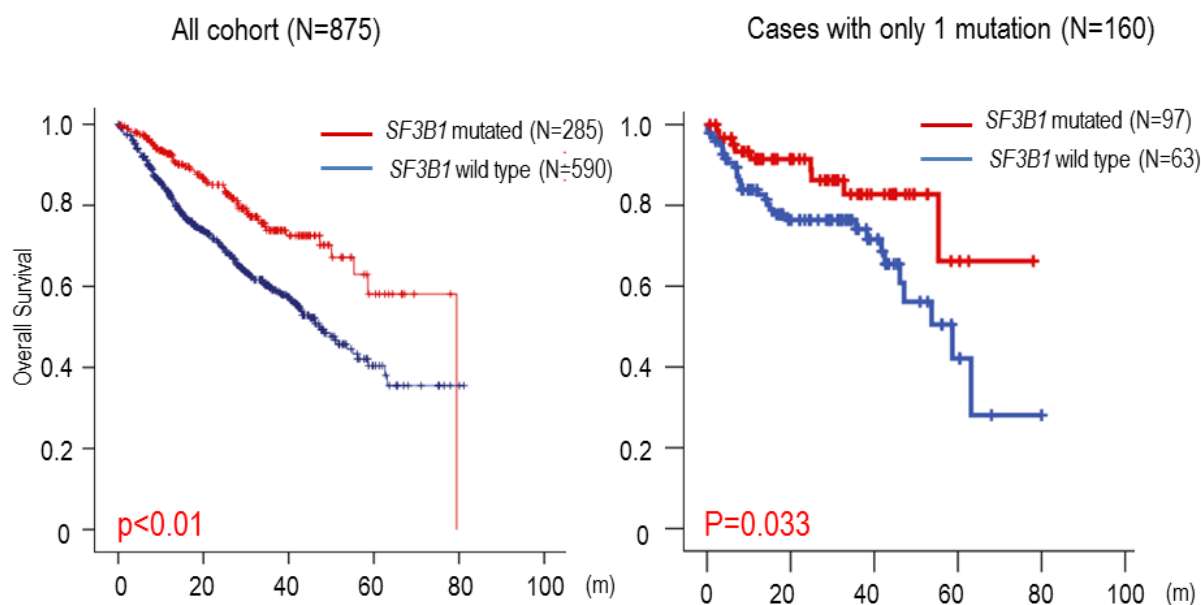 All cohort (N=875)
SF3B1 mutated (N=285)
SF3B1 wild type (N=590)
Overall Survival
1.0
0.8
0.6
0.4
0.2
0
p<0.01
0 20 40 60 80 100 (m)
Cases with only 1 mutation (N=160)
SF3B1 mutated (N=97)
SF3B1 wild type (N=63)
1.0
0.8
0.6
0.4
0.2
0
P=0.033
0 20 40 60 80 100 (m)